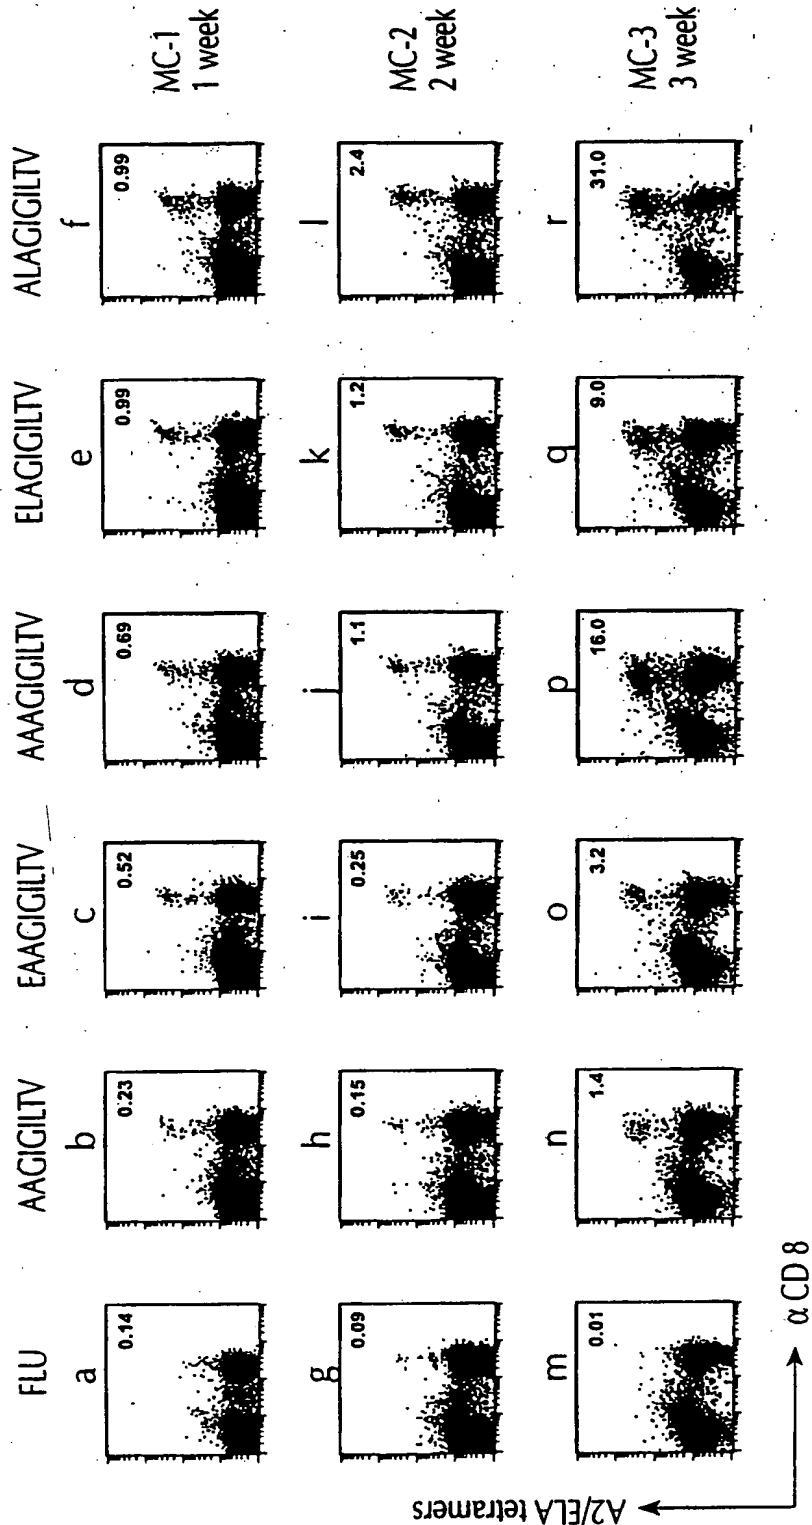 FLU AAGIGILTV EAAGIGILTV AAAGIGILTV ELAGIGILTV ALAGIGILTV
a b c d e f
0.14 0.23 0.52 0.69 0.99 0.99
MC-1
1 week
g h i j k l
0.09 0.15 0.25 1.1 1.2 2.4
MC-2
2 week
m n o p q r
0.01 1.4 3.2 16.0 9.0 31.0
MC-3
3 week
A2/ELA tetramers
α CD 8